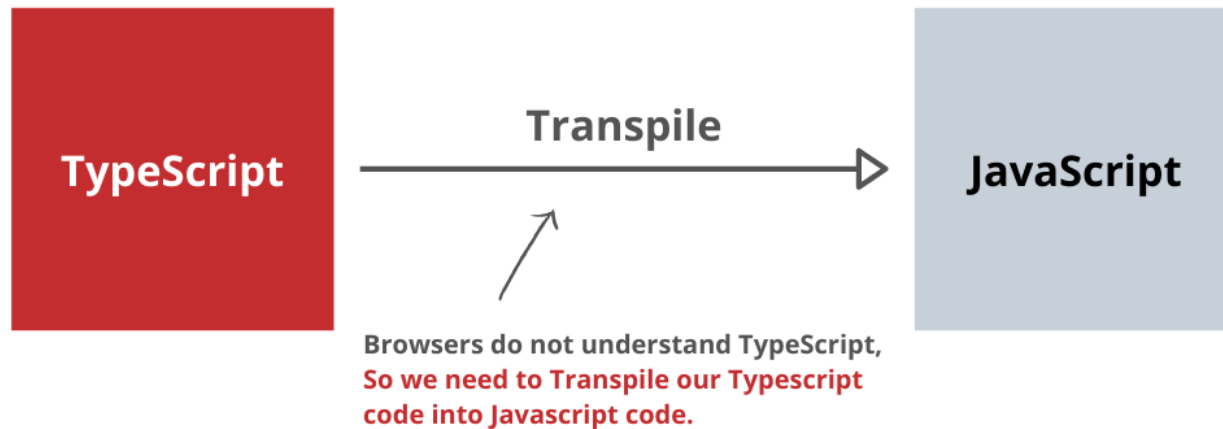 Transpile
TypeScript
JavaScript
Browsers do not understand TypeScript,
So we need to Transpile our Typescript
code into Javascript code.